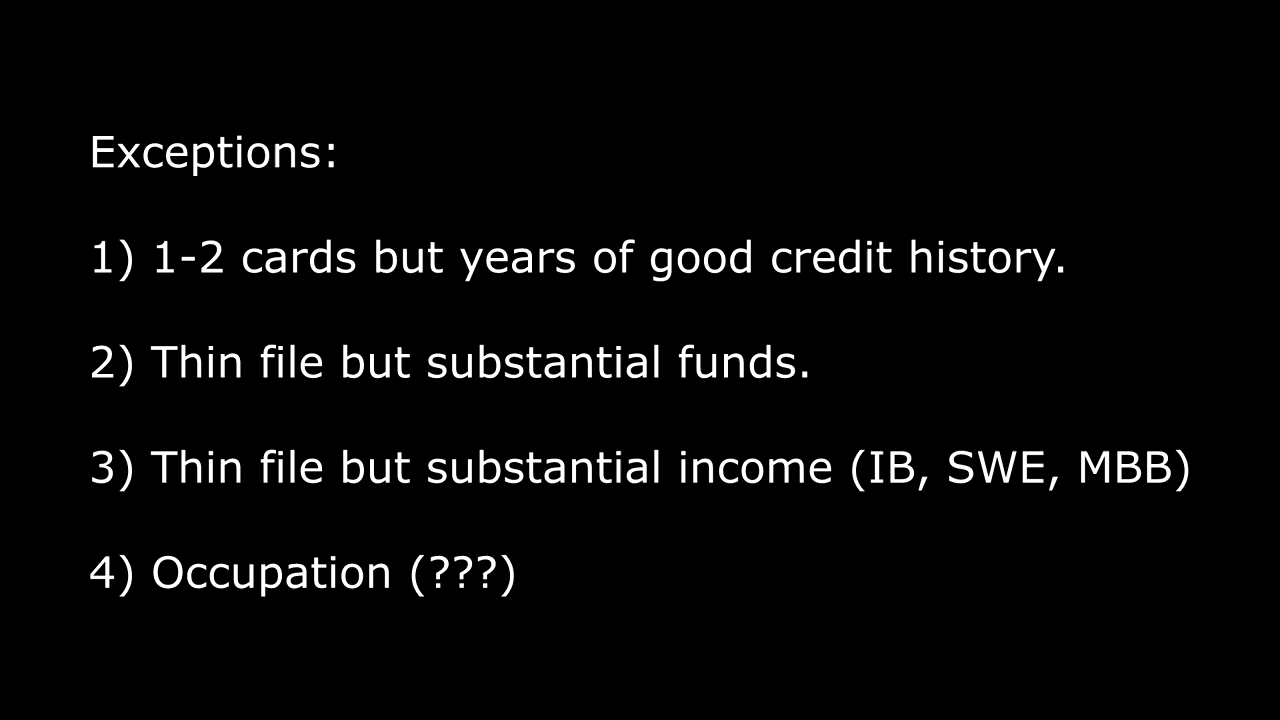 Exceptions:
1) 1-2 cards but years of good credit history.
2) Thin file but substantial funds.
3) Thin file but substantial income (IB, SWE, MBB)
4) Occupation (???)